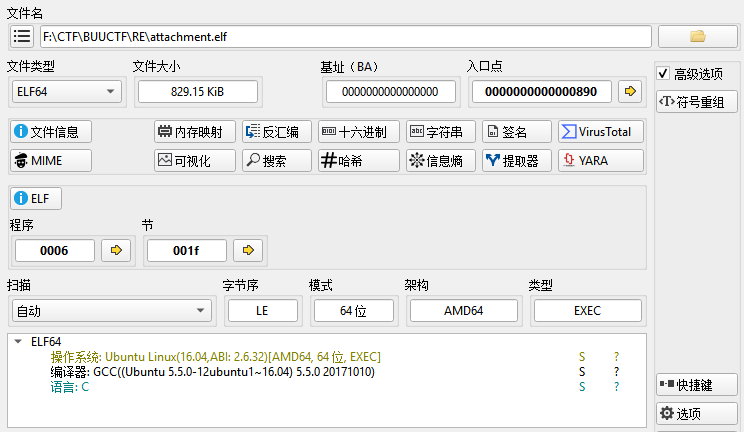 文件名
F:\CTF\BUUCTF\RE\attachment.elf
文件类型 文件大小 基址（BA） 入口点
ELF64 829.15 KiB 0000000000000000 0000000000000890
高级选项
符号重组
文件信息 内存映射 反汇编 十六进制 字符串 签名 VirusTotal
MIME 可视化 搜索 哈希 信息熵 提取器 YARA
ELF
程序 节
0006 001f
扫描 字节序 模式 架构 类型
自动 LE 64 位 AMD64 EXEC
ELF64
操作系统: Ubuntu Linux(16.04,ABI: 2.6.32)[AMD64, 64 位, EXEC] S ?
编译器: GCC((Ubuntu 5.5.0-12ubuntu1~16.04) 5.5.0 20171010) S ?
语言: C S ?
快捷键
选项